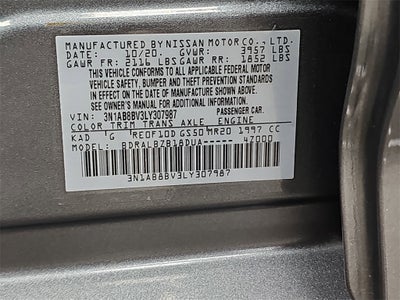 MANUFACTURED BY NISSAN MOTOR CO., LTD.
DATE: 10/20. GVWR: 3957 LBS
GAWR FR: 2116 LBS GAWR RR: 1852 LBS
THIS VEHICLE CONFORMS TO ALL APPLICABLE FEDERAL MOTOR
VEHICLE SAFETY, BUMPER, AND THEFT PREVENTION STANDARDS
IN EFFECT ON THE DATE OF MANUFACTURE SHOWN ABOVE.
SEE OWNER'S MANUAL FOR ADDITIONAL INFORMATION.
VIN: 3N1AB8BV3LY307987 PASSENGER CAR.
COLOR TRIM TRANS AXLE ENGINE
KAD G RE0F10D GS50 MR20 1997 CC
MODEL: BDRALBZB18DUA----- 47000
3N1AB8BV3LY307987